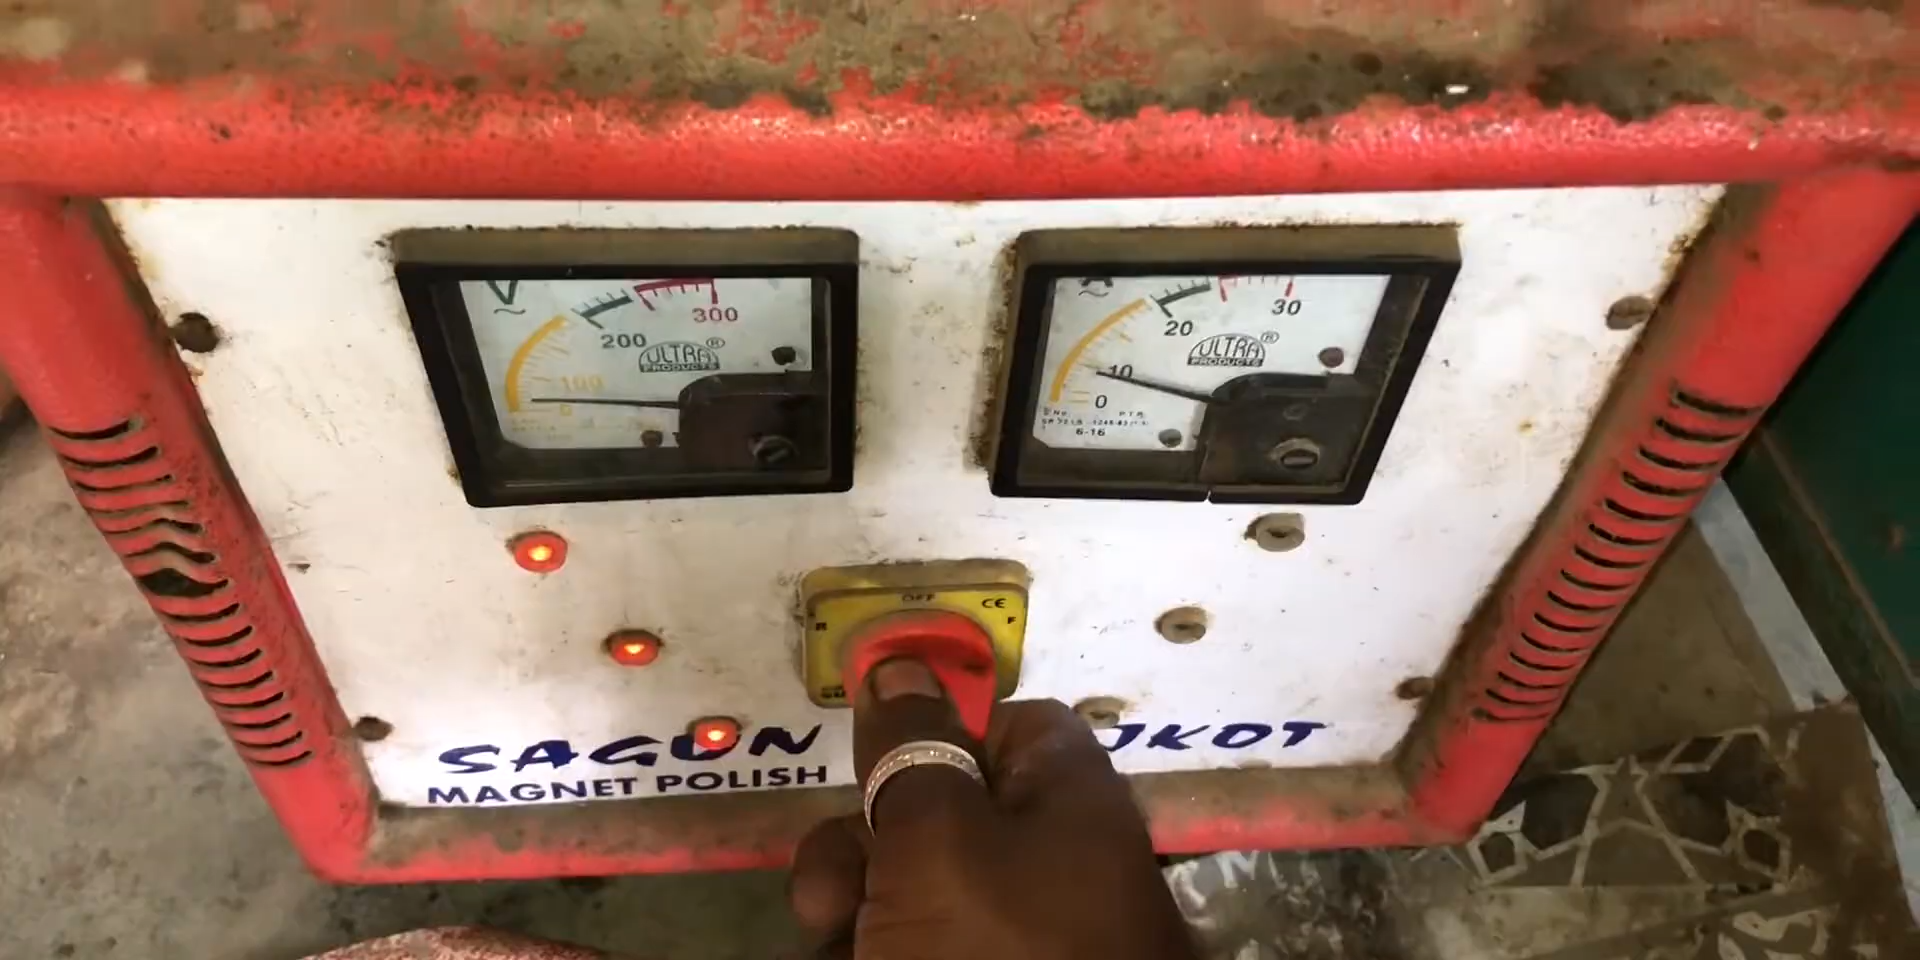 V
300
200
ULTRA ®
PRODUCTS
100
0
A
30
20
ULTRA ®
PRODUCTS
10
0
6-16
OFF
CE
R
F
SAGUN
JKOT
MAGNET POLISH